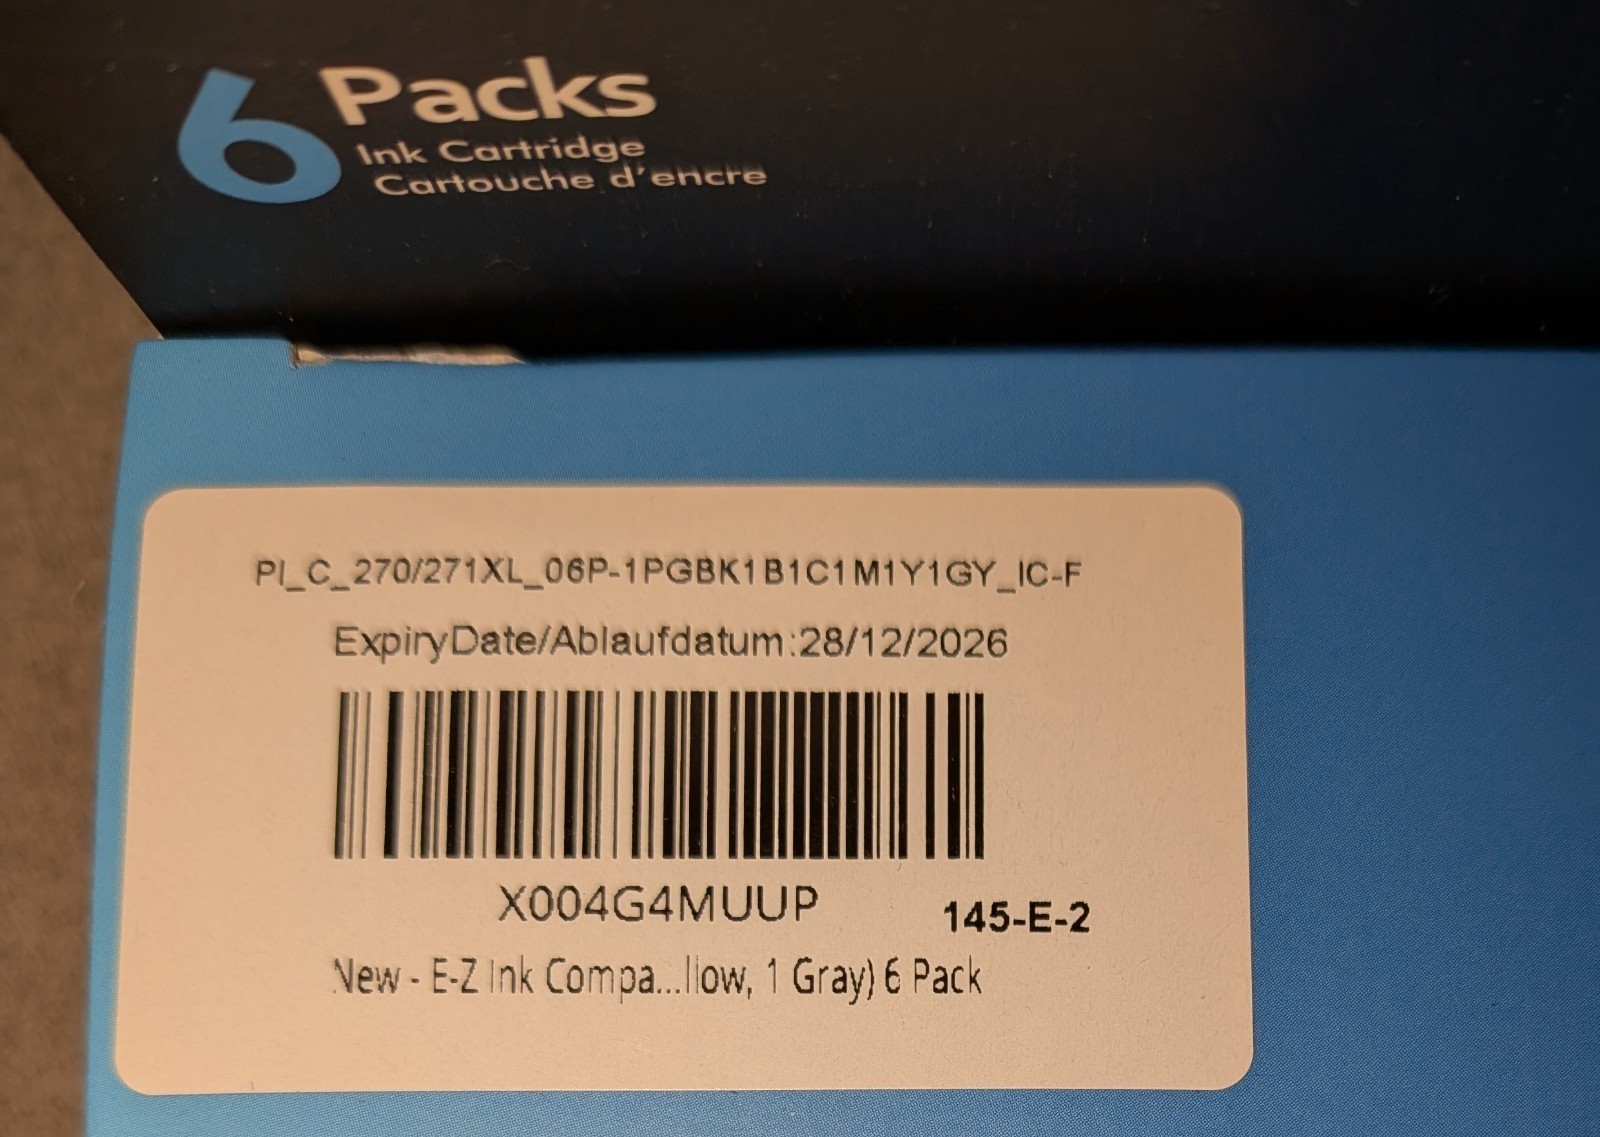 6 Packs
Ink Cartridge
Cartouche d'encre
PI_C_270/271XL_06P-1PGBK1B1C1M1Y1GY_IC-F
ExpiryDate/Ablaufdatum:28/12/2026
X004G4MUUP
145-E-2
New - E-Z Ink Compa...llow, 1 Gray) 6 Pack